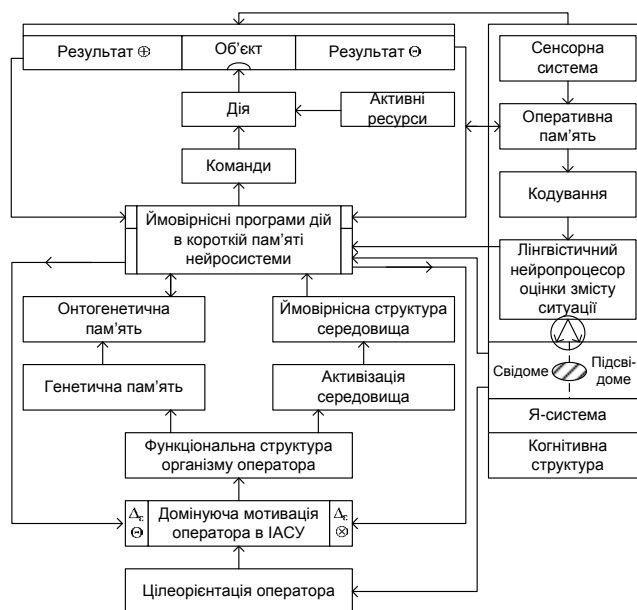 Результат ⊕
Об’єкт
Результат Θ
Сенсорна
система
Дія
Активні
ресурси
Оперативна
пам’ять
Команди
Кодування
Ймовірнісні програми дій
в короткій пам’яті
нейросистеми
Лінгвістичний
нейропроцесор
оцінки змісту
ситуації
Онтогенетична
пам’ять
Ймовірнісна структура
середовища
Свідоме
Підсві-
доме
Генетична пам’ять
Активізація
середовища
Я-система
Функціональна структура
організму оператора
Когнітивна
структура
Θ
Домінуюча мотивація
оператора в ІАСУ
⊗
Цілеорієнтація оператора